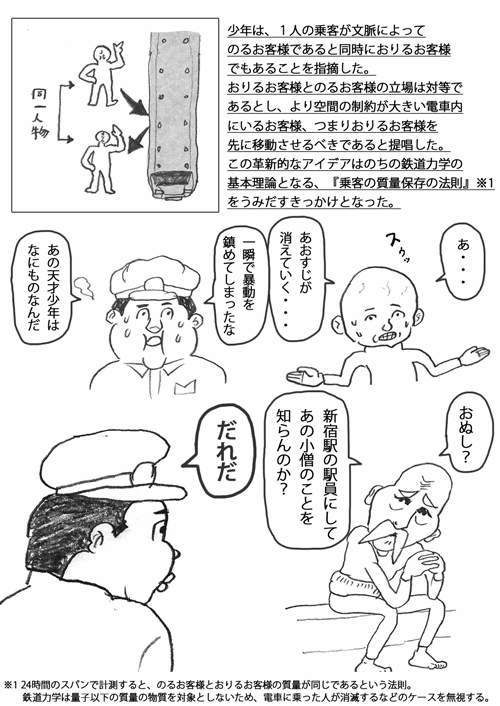 少年は、１人の乗客が文脈によって
のるお客様であると同時におりるお客様
でもあることを指摘した。
おりるお客様とのるお客様の立場は対等で
あるとし、より空間の制約が大きい電車内
にいるお客様、つまりおりるお客様を
先に移動させるべきであると提唱した。
この革新的なアイデアはのちの鉄道力学の
基本理論となる、『乗客の質量保存の法則』※1
をうみだすきっかけとなった。
同一人物
あ・・・
スゥッ
あおすじが
消えていく・・・
一瞬で暴動を
鎮めてしまったな
あの天才少年は
なにものなんだ
おぬし？
新宿駅の駅員にして
あの小僧のことを
知らんのか？
だれだ
※1 24時間のスパンで計測すると、のるお客様とおりるお客様の質量が同じであるという法則。
鉄道力学は量子以下の質量の物質を対象としないため、電車に乗った人が消滅するなどのケースを無視する。